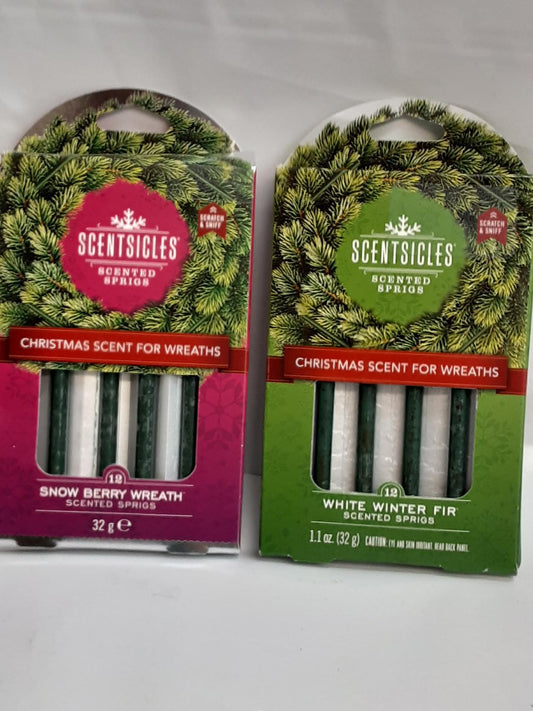 SCENTSICLES
SCENTED
SPRIGS
SCRATCH
& SNIFF
CHRISTMAS SCENT FOR WREATHS
12
SNOW BERRY WREATH
SCENTED SPRIGS
32 g e
SCENTSICLES
SCENTED
SPRIGS
SCRATCH
& SNIFF
CHRISTMAS SCENT FOR WREATHS
12
WHITE WINTER FIR
SCENTED SPRIGS
1.1 oz. (32 g) CAUTION: EYE AND SKIN IRRITANT. READ BACK PANEL.